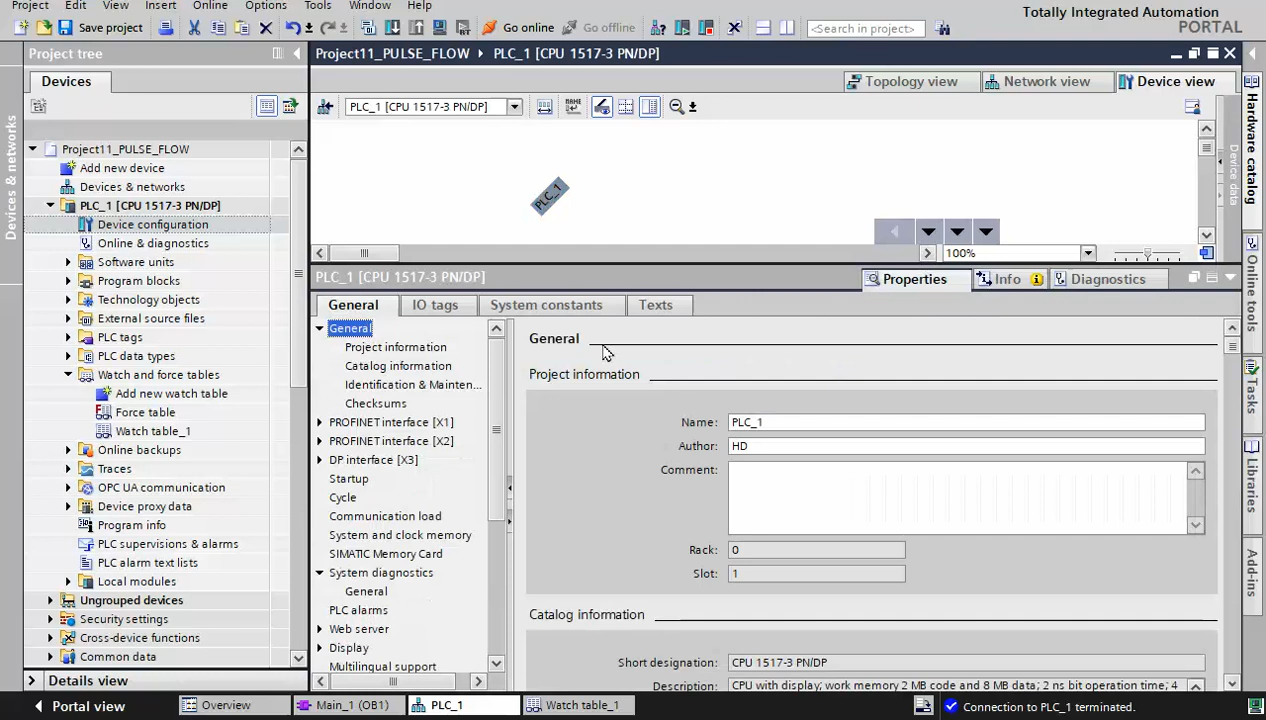 Project Edit View Insert Online Options Tools Window Help
Totally Integrated Automation
PORTAL
Save project Go online Go offline <Search in project>
Project tree
Project11_PULSE_FLOW PLC_1 [CPU 1517-3 PN/DP]
Devices
Topology view Network view Device view
PLC_1 [CPU 1517-3 PN/DP]
PLC_1
100%
Devices & networks
Project11_PULSE_FLOW
Add new device
Devices & networks
PLC_1 [CPU 1517-3 PN/DP]
Device configuration
Online & diagnostics
Software units
Program blocks
Technology objects
External source files
PLC tags
PLC data types
Watch and force tables
Add new watch table
Force table
Watch table_1
Online backups
Traces
OPC UA communication
Device proxy data
Program info
PLC supervisions & alarms
PLC alarm text lists
Local modules
Ungrouped devices
Security settings
Cross-device functions
Common data
Details view
PLC_1 [CPU 1517-3 PN/DP]
Properties Info Diagnostics
General IO tags System constants Texts
General
Project information
Catalog information
Identification & Mainten...
Checksums
PROFINET interface [X1]
PROFINET interface [X2]
DP interface [X3]
Startup
Cycle
Communication load
System and clock memory
SIMATIC Memory Card
System diagnostics
General
PLC alarms
Web server
Display
Multilingual support
General
Project information
Name: PLC_1
Author: HD
Comment:
Rack: 0
Slot: 1
Catalog information
Short designation: CPU 1517-3 PN/DP
Description: CPU with display; work memory 2 MB code and 8 MB data; 2 ns bit operation time; 4
Device data
Hardware catalog
Online tools
Tasks
Libraries
Add-ins
Portal view Overview Main_1 (OB1) PLC_1 Watch table_1 Connection to PLC_1 terminated.